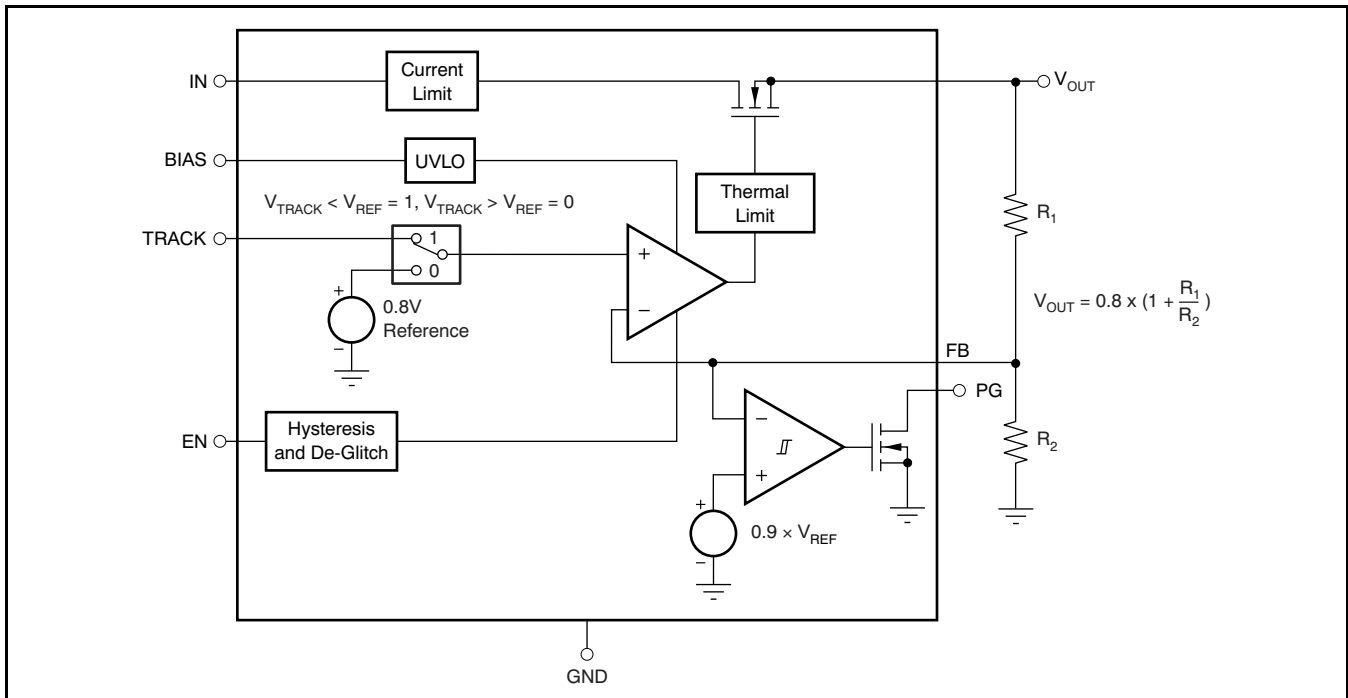 IN
Current
Limit
V_OUT
BIAS
UVLO
V_TRACK < V_REF = 1, V_TRACK > V_REF = 0
Thermal
Limit
R_1
TRACK
1
0
+
0.8V
Reference
−
+
−
V_OUT = 0.8 x (1 + R_1/R_2)
FB
PG
EN
Hysteresis
and De-Glitch
−
+
R_2
+
0.9 × V_REF
−
GND